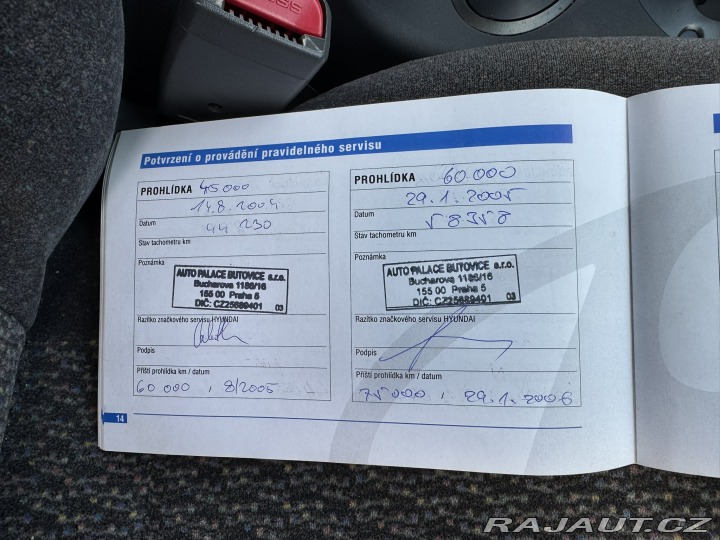 PRESS
Potvrzení o provádění pravidelného servisu
PROHLÍDKA 45000
14.8.2004
Datum
44 230
Stav tachometru km
Poznámka
AUTO PALACE BUTOVICE s.r.o.
Bucharova 1186/16
155 00 Praha 5
DIČ: CZ25689401 03
Razítko značkového servisu HYUNDAI
Podpis
Příští prohlídka km / datum
60 000 , 8/2005
14
PROHLÍDKA 60.000
29.1.2005
Datum
58358
Stav tachometru km
Poznámka
AUTO PALACE BUTOVICE s.r.o.
Bucharova 1186/16
155 00 Praha 5
DIČ: CZ25689401 03
Razítko značkového servisu HYUNDAI
Podpis
Příští prohlídka km / datum
75 000 , 29.1.2006
RAJAUT.CZ